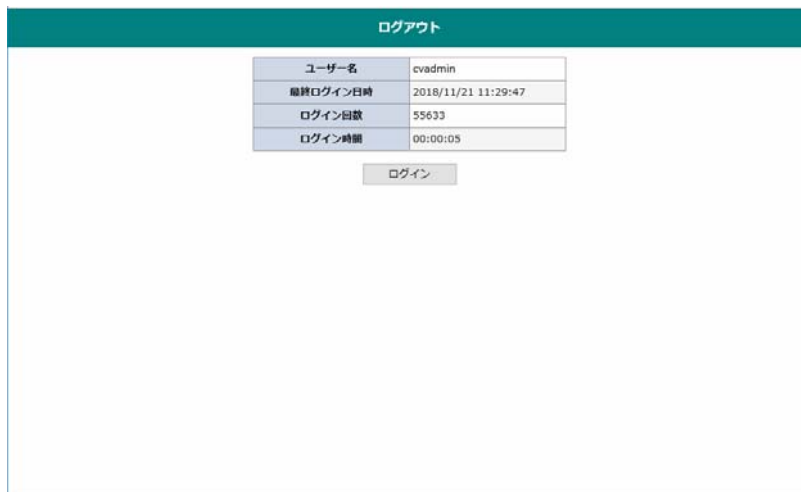 ログアウト
ユーザー名 cvadmin
最終ログイン日時 2018/11/21 11:29:47
ログイン回数 55633
ログイン時間 00:00:05
ログイン